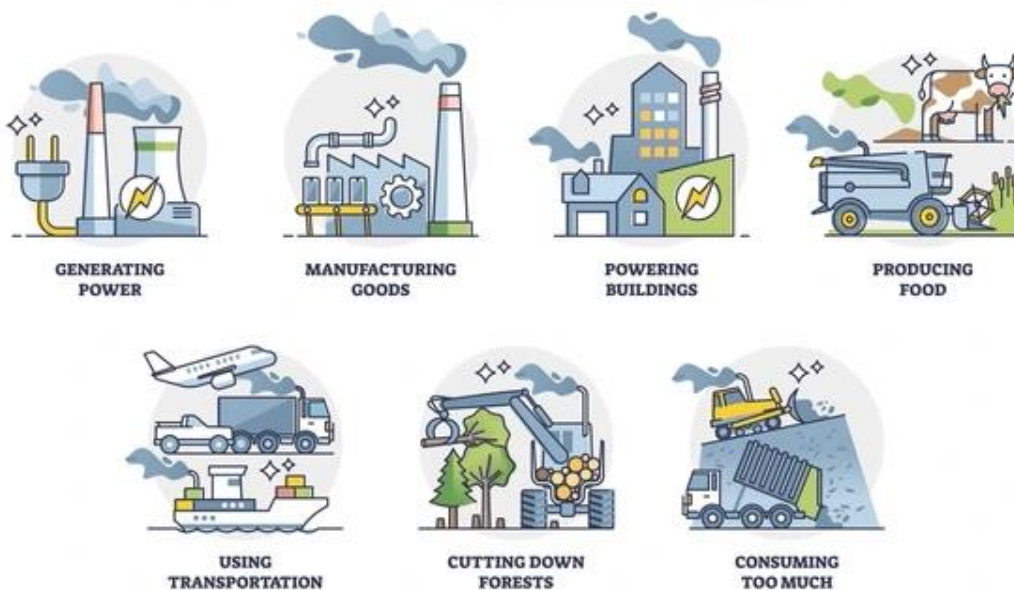 GENERATING
POWER
MANUFACTURING
GOODS
POWERING
BUILDINGS
PRODUCING
FOOD
USING
TRANSPORTATION
CUTTING DOWN
FORESTS
CONSUMING
TOO MUCH